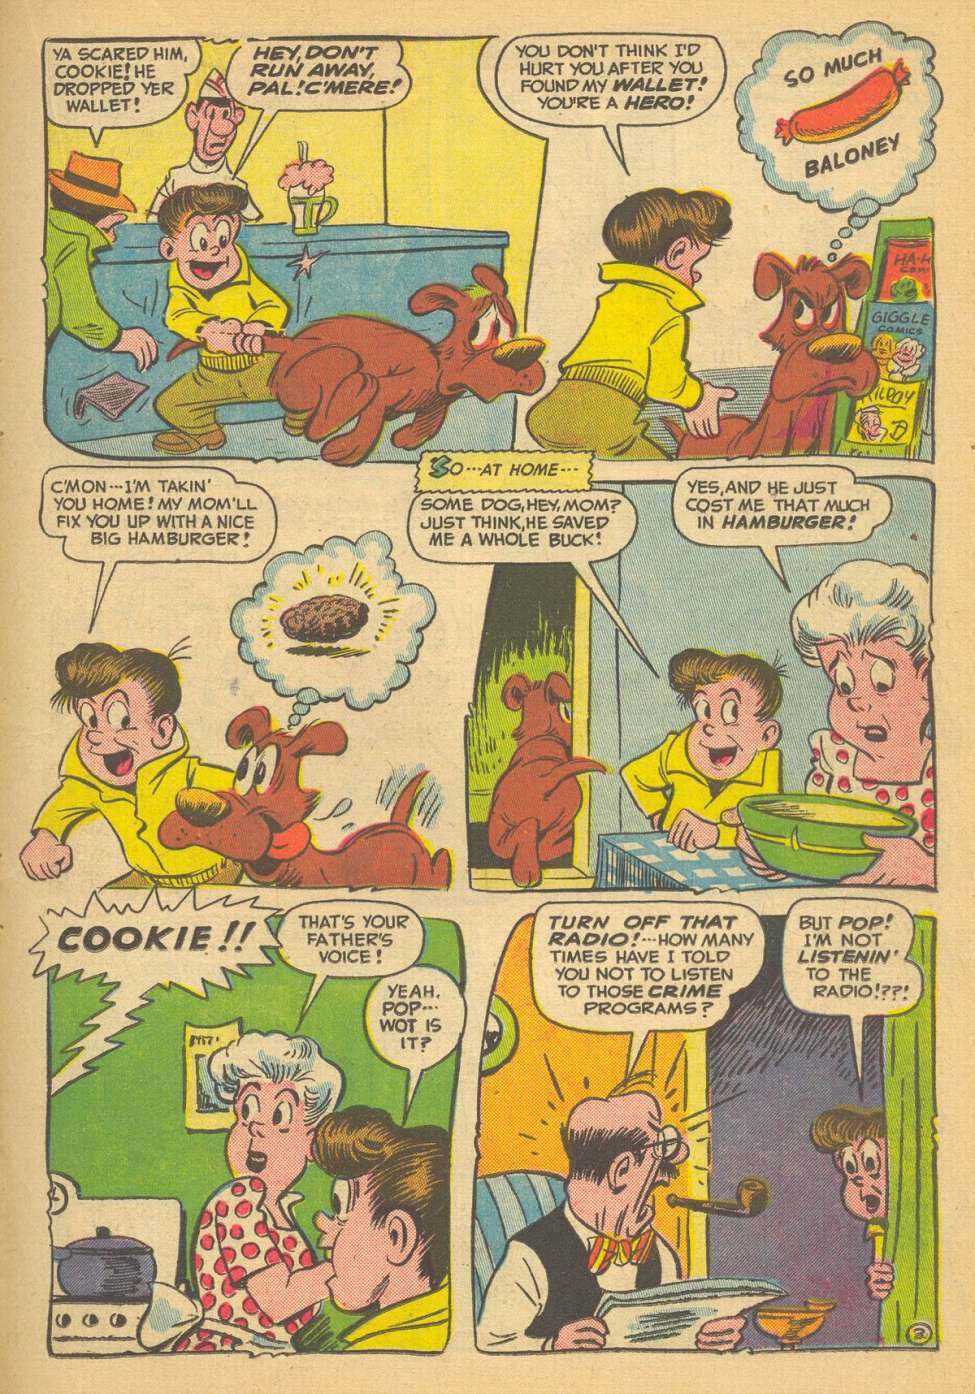 YA SCARED HIM,
COOKIE! HE
DROPPED YER
WALLET!
HEY, DON'T
RUN AWAY,
PAL! C'MERE!
YOU DON'T THINK I'D
HURT YOU AFTER YOU
FOUND MY WALLET!
YOU'RE A HERO!
SO MUCH
BALONEY
HA-H
COMI
GIGGLE
COMICS
KILROY
C'MON---I'M TAKIN'
YOU HOME! MY MOM'LL
FIX YOU UP WITH A NICE
BIG HAMBURGER!
SO---AT HOME---
SOME DOG, HEY, MOM?
JUST THINK, HE SAVED
ME A WHOLE BUCK!
YES, AND HE JUST
COST ME THAT MUCH
IN HAMBURGER!
COOKIE!!
THAT'S YOUR
FATHER'S
VOICE!
YEAH,
POP---
WOT IS
IT?
TURN OFF THAT
RADIO!---HOW MANY
TIMES HAVE I TOLD
YOU NOT TO LISTEN
TO THOSE CRIME
PROGRAMS?
BUT POP!
I'M NOT
LISTENIN'
TO THE
RADIO!??!